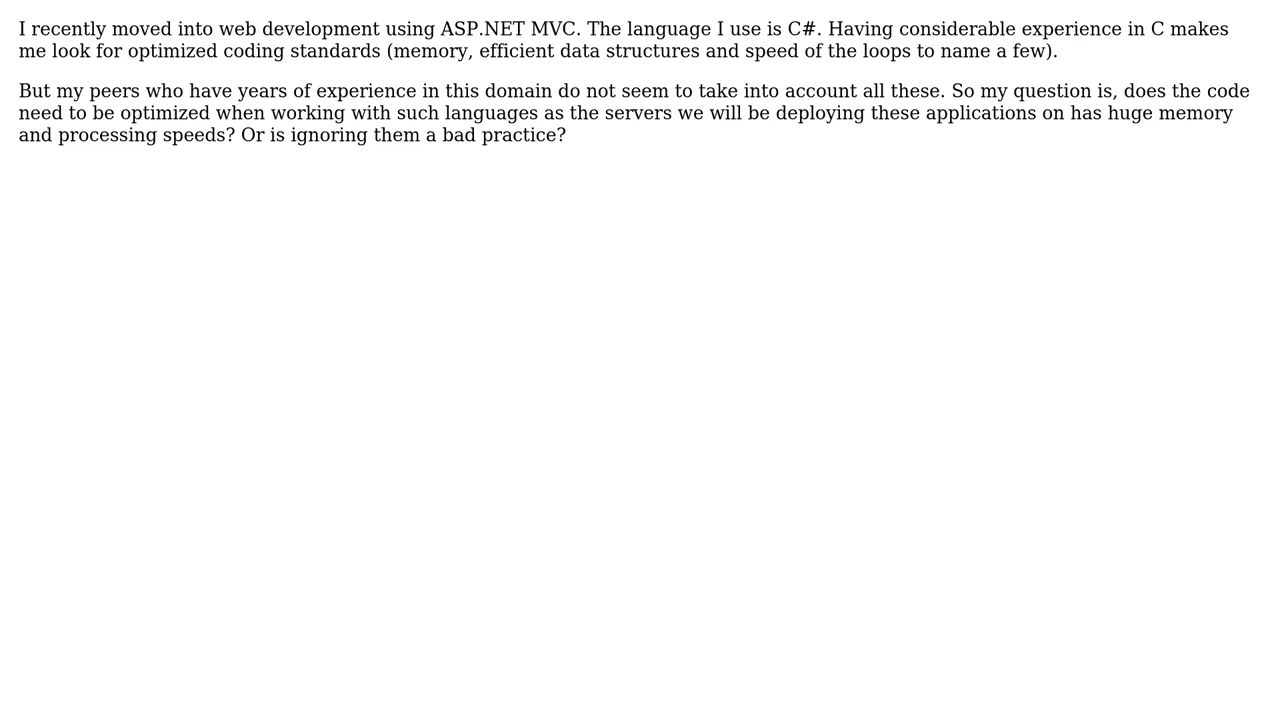 I recently moved into web development using ASP.NET MVC. The language I use is C#. Having considerable experience in C makes
me look for optimized coding standards (memory, efficient data structures and speed of the loops to name a few).
But my peers who have years of experience in this domain do not seem to take into account all these. So my question is, does the code
need to be optimized when working with such languages as the servers we will be deploying these applications on has huge memory
and processing speeds? Or is ignoring them a bad practice?